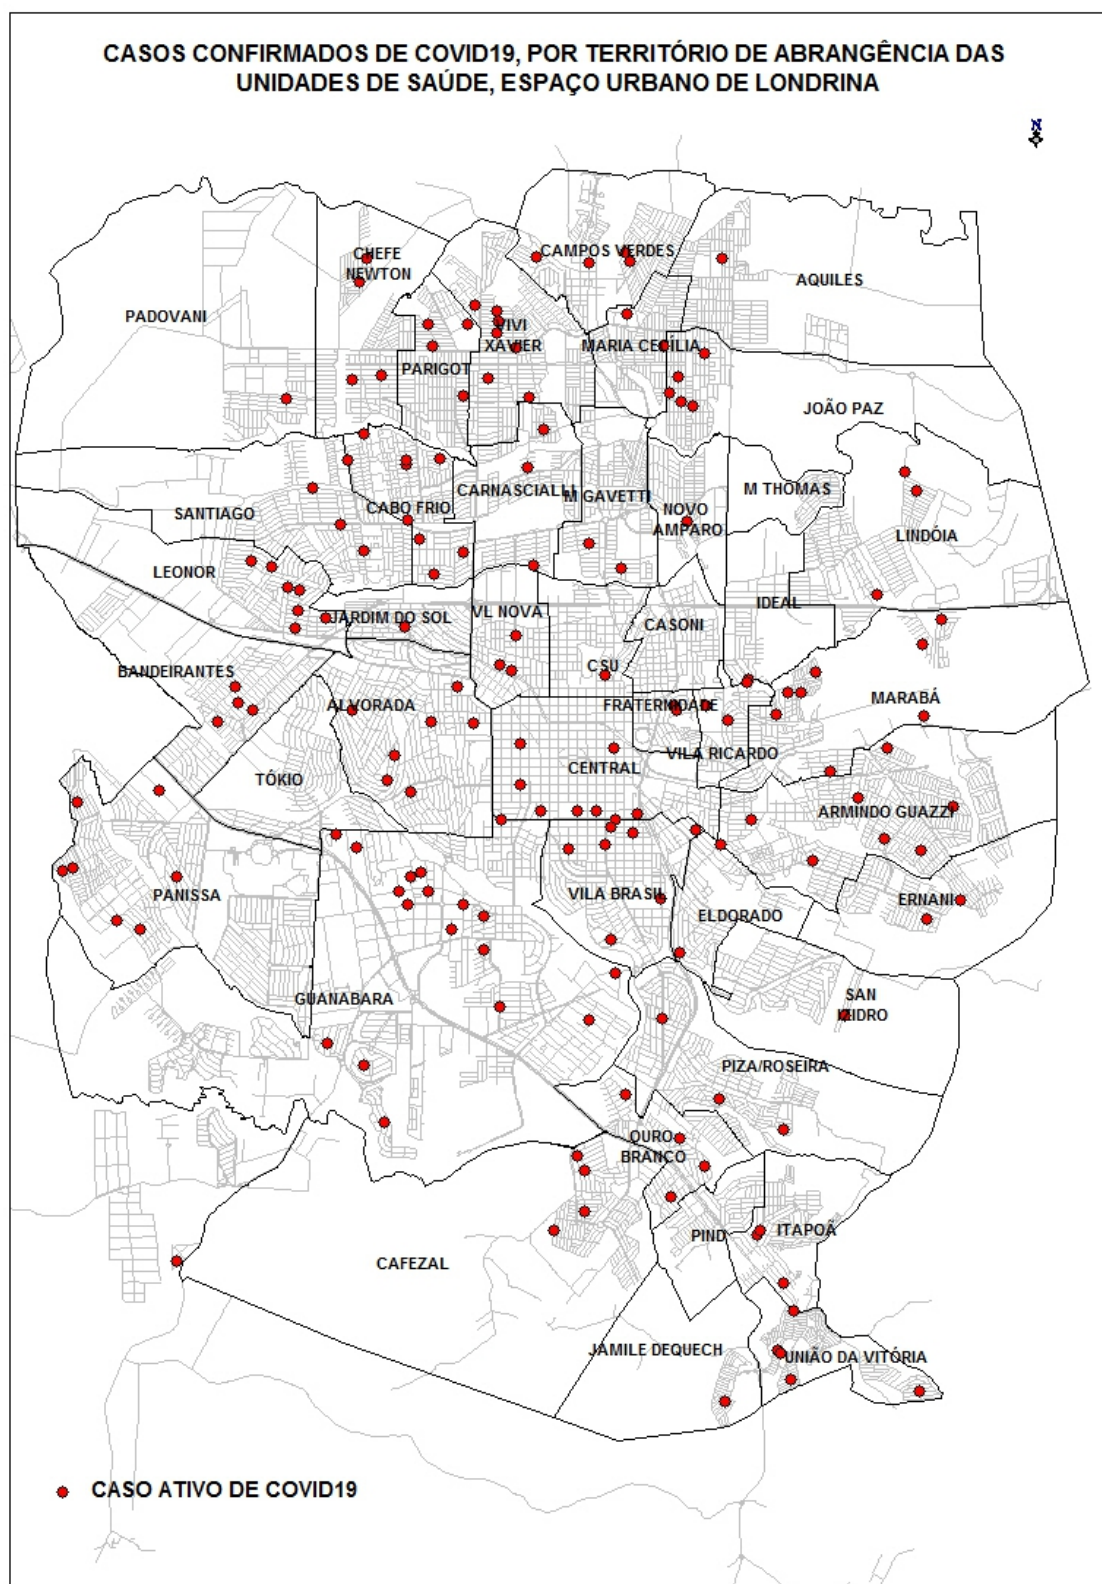 CASOS CONFIRMADOS DE COVID19, POR TERRITÓRIO DE ABRANGÊNCIA DAS
UNIDADES DE SAÚDE, ESPAÇO URBANO DE LONDRINA
N
CHEFE
NEWTON
CAMPOS VERDES
AQUILES
PADOVANI
VIVI
XAVIER
MARIA CECÍLIA
PARIGOT
JOÃO PAZ
CARNASCIALLI
M GAVETTI
M THOMAS
SANTIAGO
CABO FRIO
NOVO
AMPARO
LINDÓIA
LEONOR
JARDIM DO SOL
VL NOVA
CASONI
IDEAL
BANDEIRANTES
CSU
ALVORADA
FRATERNIDADE
MARABÁ
TÓKIO
CENTRAL
VILA RICARDO
ARMINDO GUAZZI
PANISSA
VILA BRASIL
ELDORADO
ERNANI
GUANABARA
SAN
IZIDRO
PIZA/ROSEIRA
OURO
BRANCO
PIND
ITAPOÃ
CAFEZAL
JAMILE DEQUECH
UNIÃO DA VITÓRIA
CASO ATIVO DE COVID19